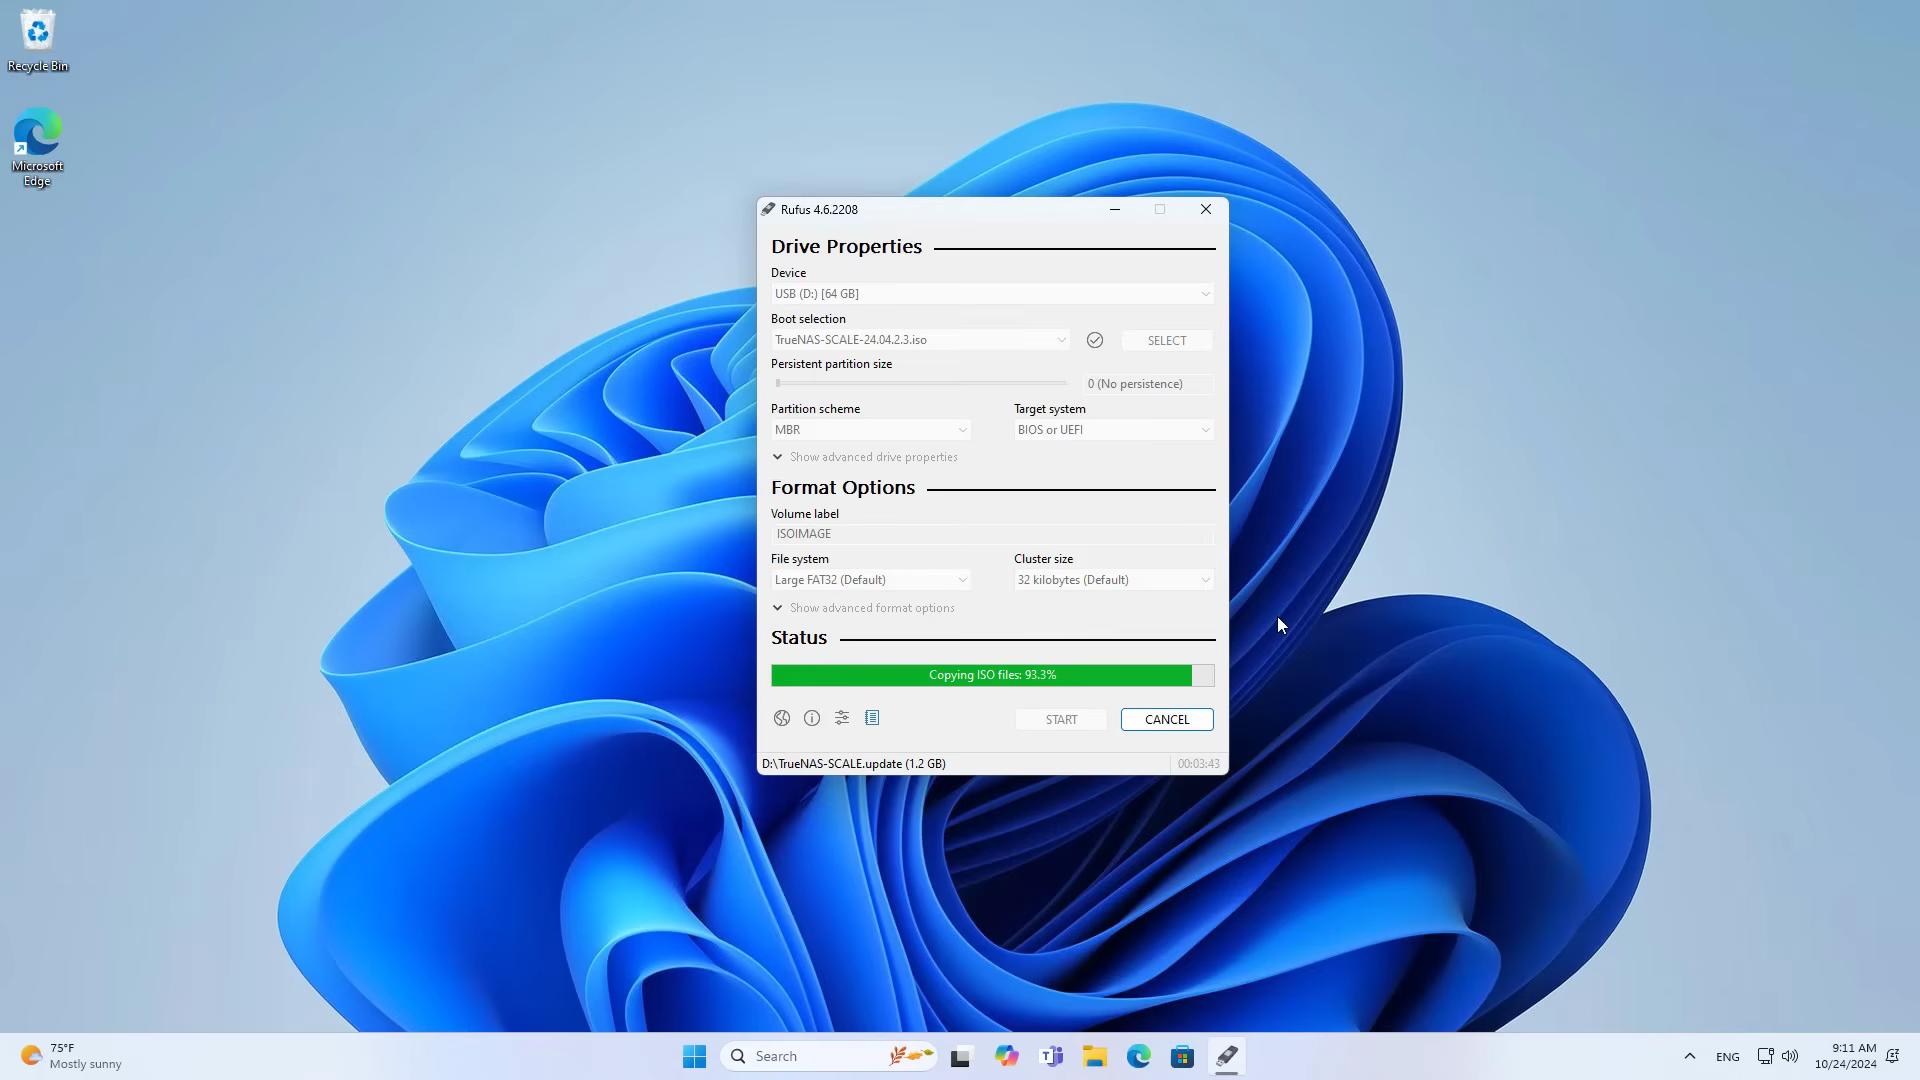 Recycle Bin
Microsoft
Edge
Rufus 4.6.2208
Drive Properties
Device
USB (D:) [64 GB]
Boot selection
TrueNAS-SCALE-24.04.2.3.iso
SELECT
Persistent partition size
0 (No persistence)
Partition scheme
Target system
MBR
BIOS or UEFI
Show advanced drive properties
Format Options
Volume label
ISOIMAGE
File system
Cluster size
Large FAT32 (Default)
32 kilobytes (Default)
Show advanced format options
Status
Copying ISO files: 93.3%
START
CANCEL
D:\TrueNAS-SCALE.update (1.2 GB)
00:03:43
75°F
Mostly sunny
Search
ENG
9:11 AM
10/24/2024